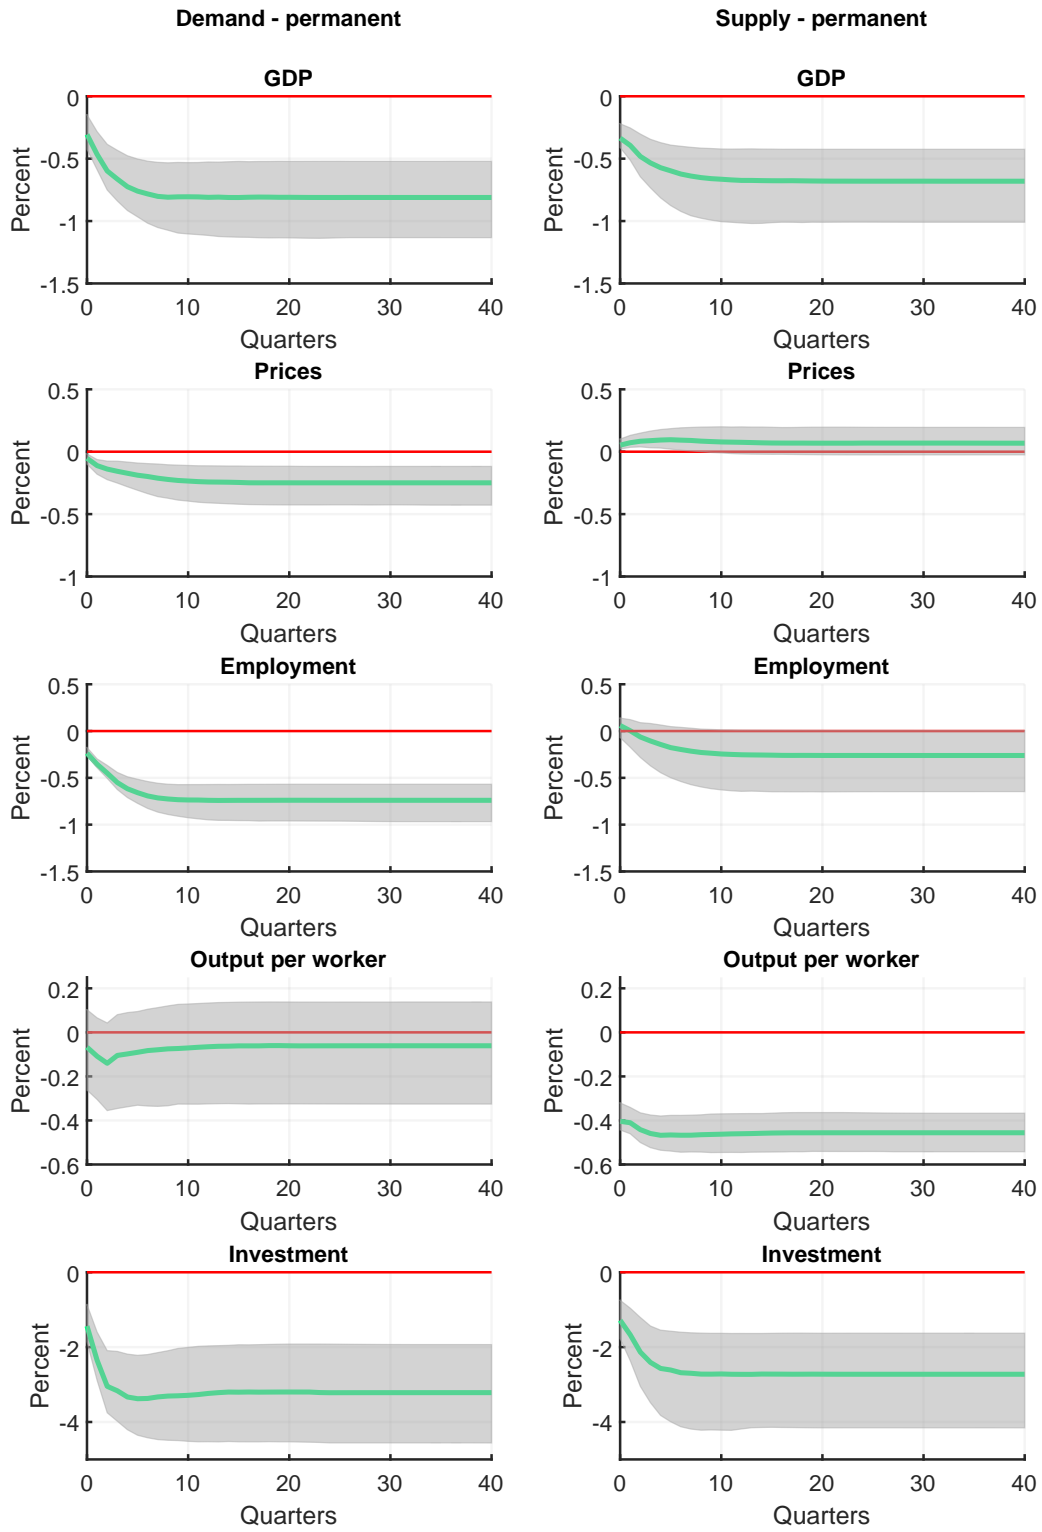 Demand - permanent
Supply - permanent
GDP
0
-0.5
-1
-1.5
Percent
0 10 20 30 40
Quarters
GDP
0
-0.5
-1
-1.5
Percent
0 10 20 30 40
Quarters
Prices
0.5
0
-0.5
-1
Percent
0 10 20 30 40
Quarters
Prices
0.5
0
-0.5
-1
Percent
0 10 20 30 40
Quarters
Employment
0.5
0
-0.5
-1
-1.5
Percent
0 10 20 30 40
Quarters
Employment
0.5
0
-0.5
-1
-1.5
Percent
0 10 20 30 40
Quarters
Output per worker
0.2
0
-0.2
-0.4
-0.6
Percent
0 10 20 30 40
Quarters
Output per worker
0.2
0
-0.2
-0.4
-0.6
Percent
0 10 20 30 40
Quarters
Investment
0
-2
-4
Percent
0 10 20 30 40
Quarters
Investment
0
-2
-4
Percent
0 10 20 30 40
Quarters